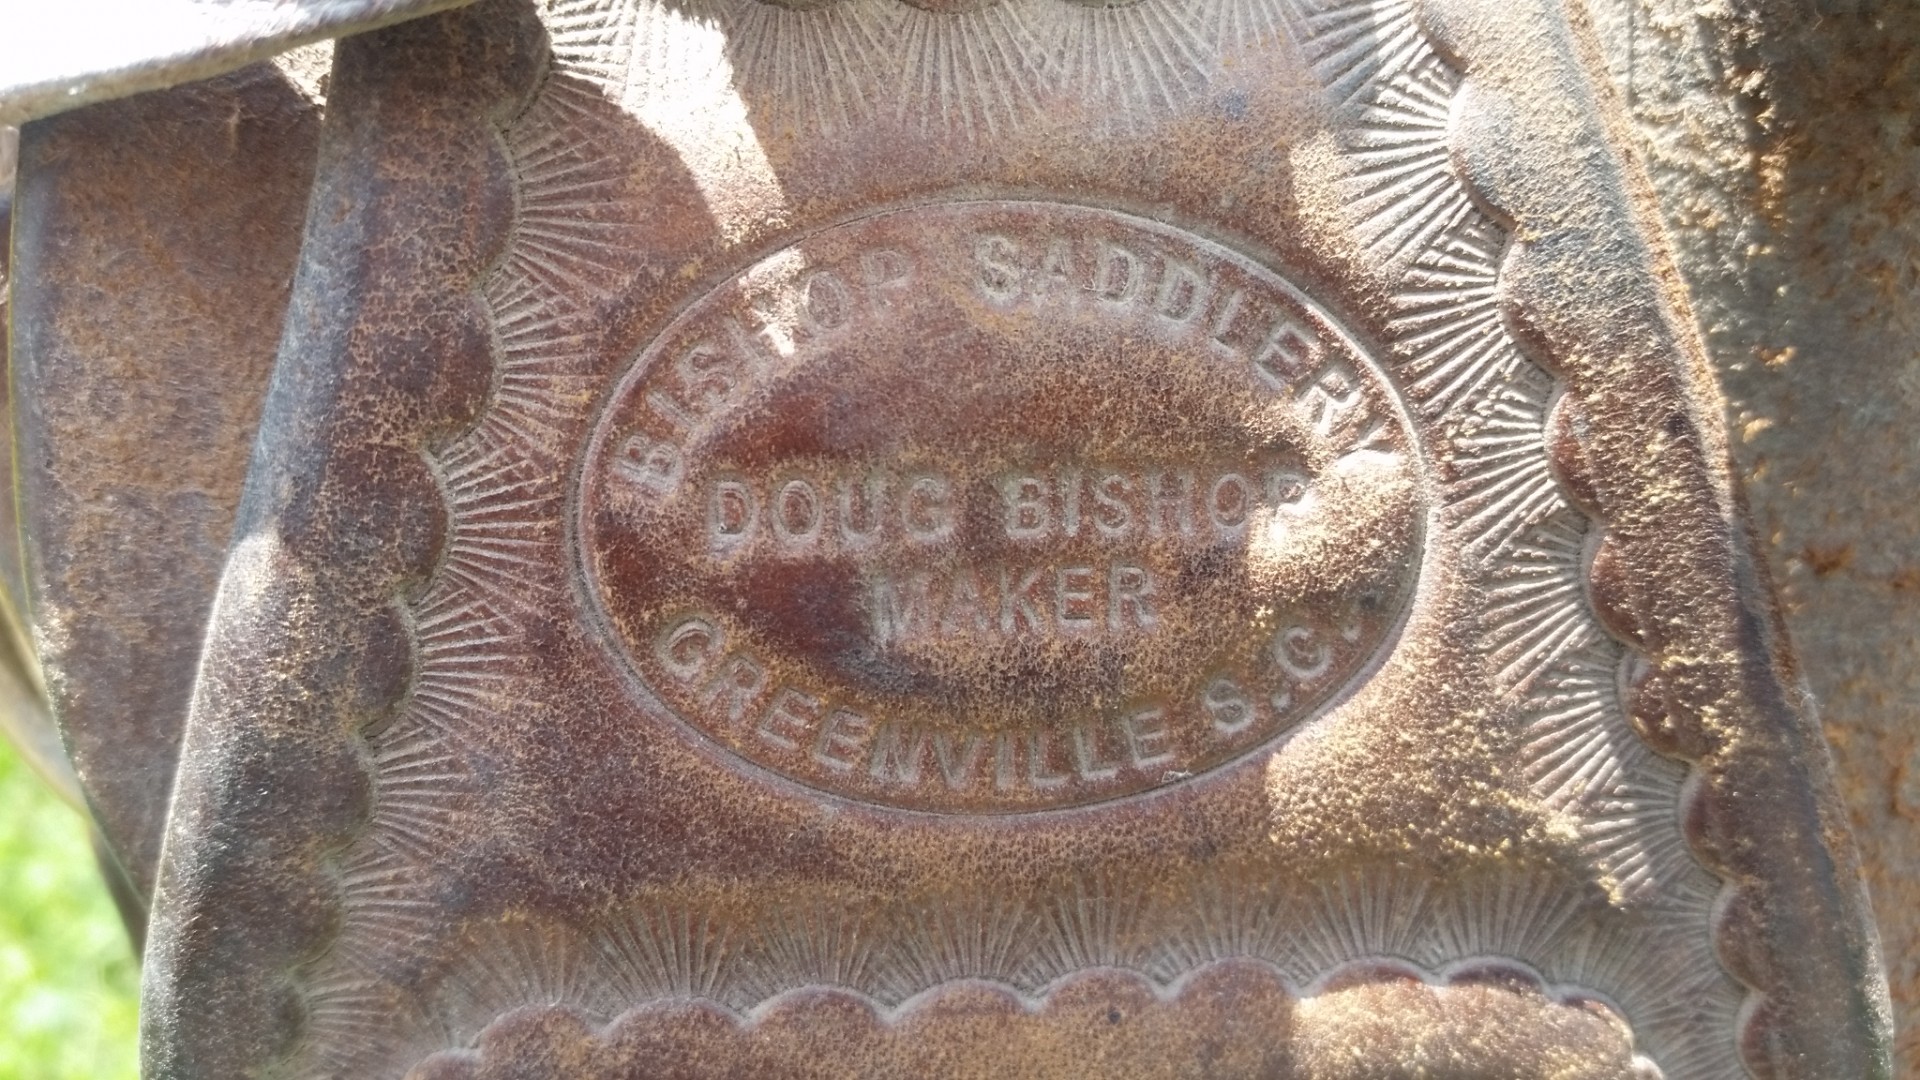 BISHOP SADDLERY
DOUG BISHOP
MAKER
GREENVILLE S.C.